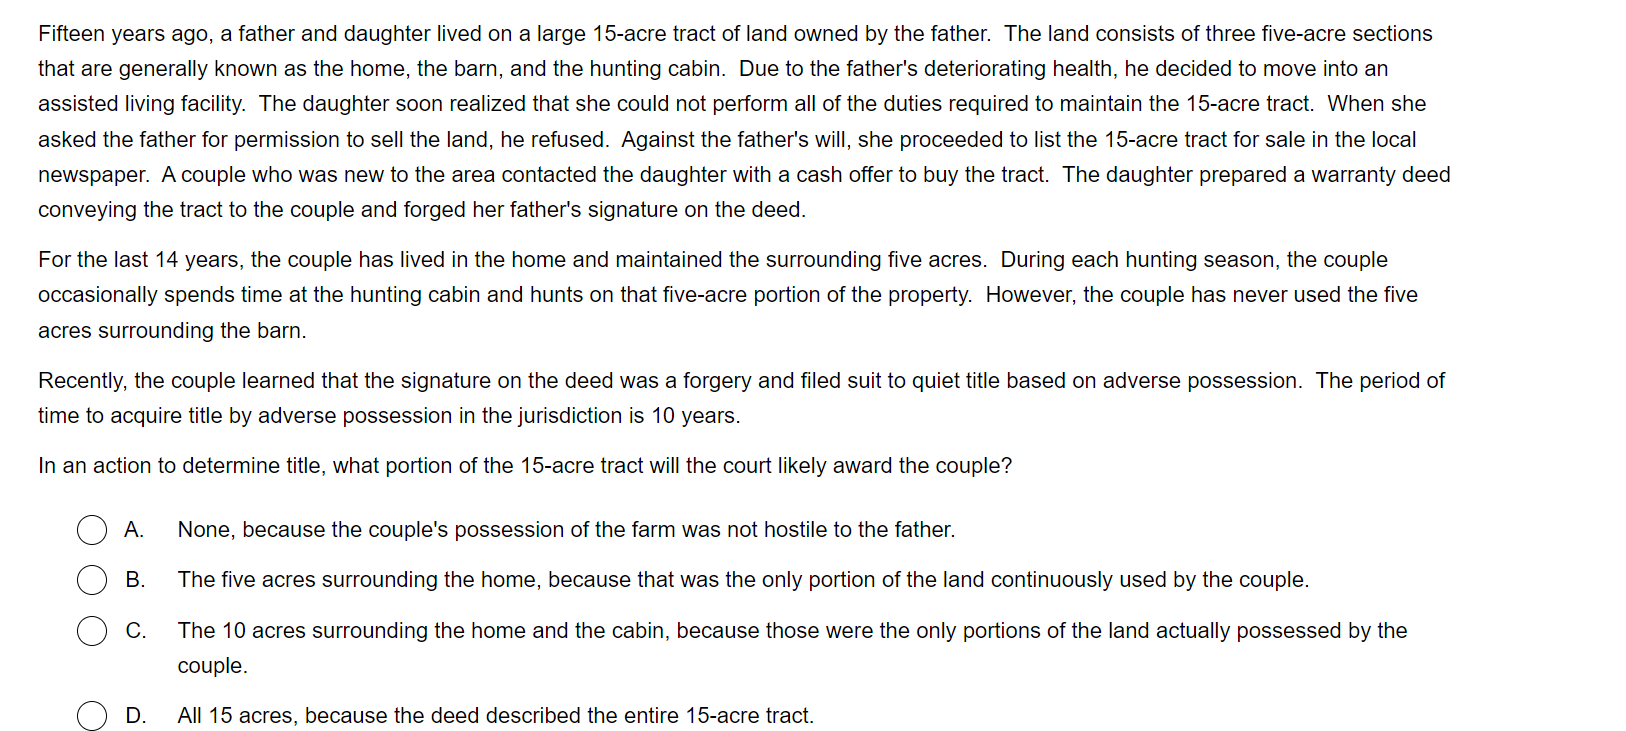 Fifteen years ago, a father and daughter lived on a large 15-acre tract of land owned by the father.  The land consists of three five-acre sections
that are generally known as the home, the barn, and the hunting cabin.  Due to the father's deteriorating health, he decided to move into an
assisted living facility.  The daughter soon realized that she could not perform all of the duties required to maintain the 15-acre tract.  When she
asked the father for permission to sell the land, he refused.  Against the father's will, she proceeded to list the 15-acre tract for sale in the local
newspaper.  A couple who was new to the area contacted the daughter with a cash offer to buy the tract.  The daughter prepared a warranty deed
conveying the tract to the couple and forged her father's signature on the deed.
For the last 14 years, the couple has lived in the home and maintained the surrounding five acres.  During each hunting season, the couple
occasionally spends time at the hunting cabin and hunts on that five-acre portion of the property.  However, the couple has never used the five
acres surrounding the barn.
Recently, the couple learned that the signature on the deed was a forgery and filed suit to quiet title based on adverse possession.  The period of
time to acquire title by adverse possession in the jurisdiction is 10 years.
In an action to determine title, what portion of the 15-acre tract will the court likely award the couple?
A. None, because the couple's possession of the farm was not hostile to the father.
B. The five acres surrounding the home, because that was the only portion of the land continuously used by the couple.
C. The 10 acres surrounding the home and the cabin, because those were the only portions of the land actually possessed by the
couple.
D. All 15 acres, because the deed described the entire 15-acre tract.